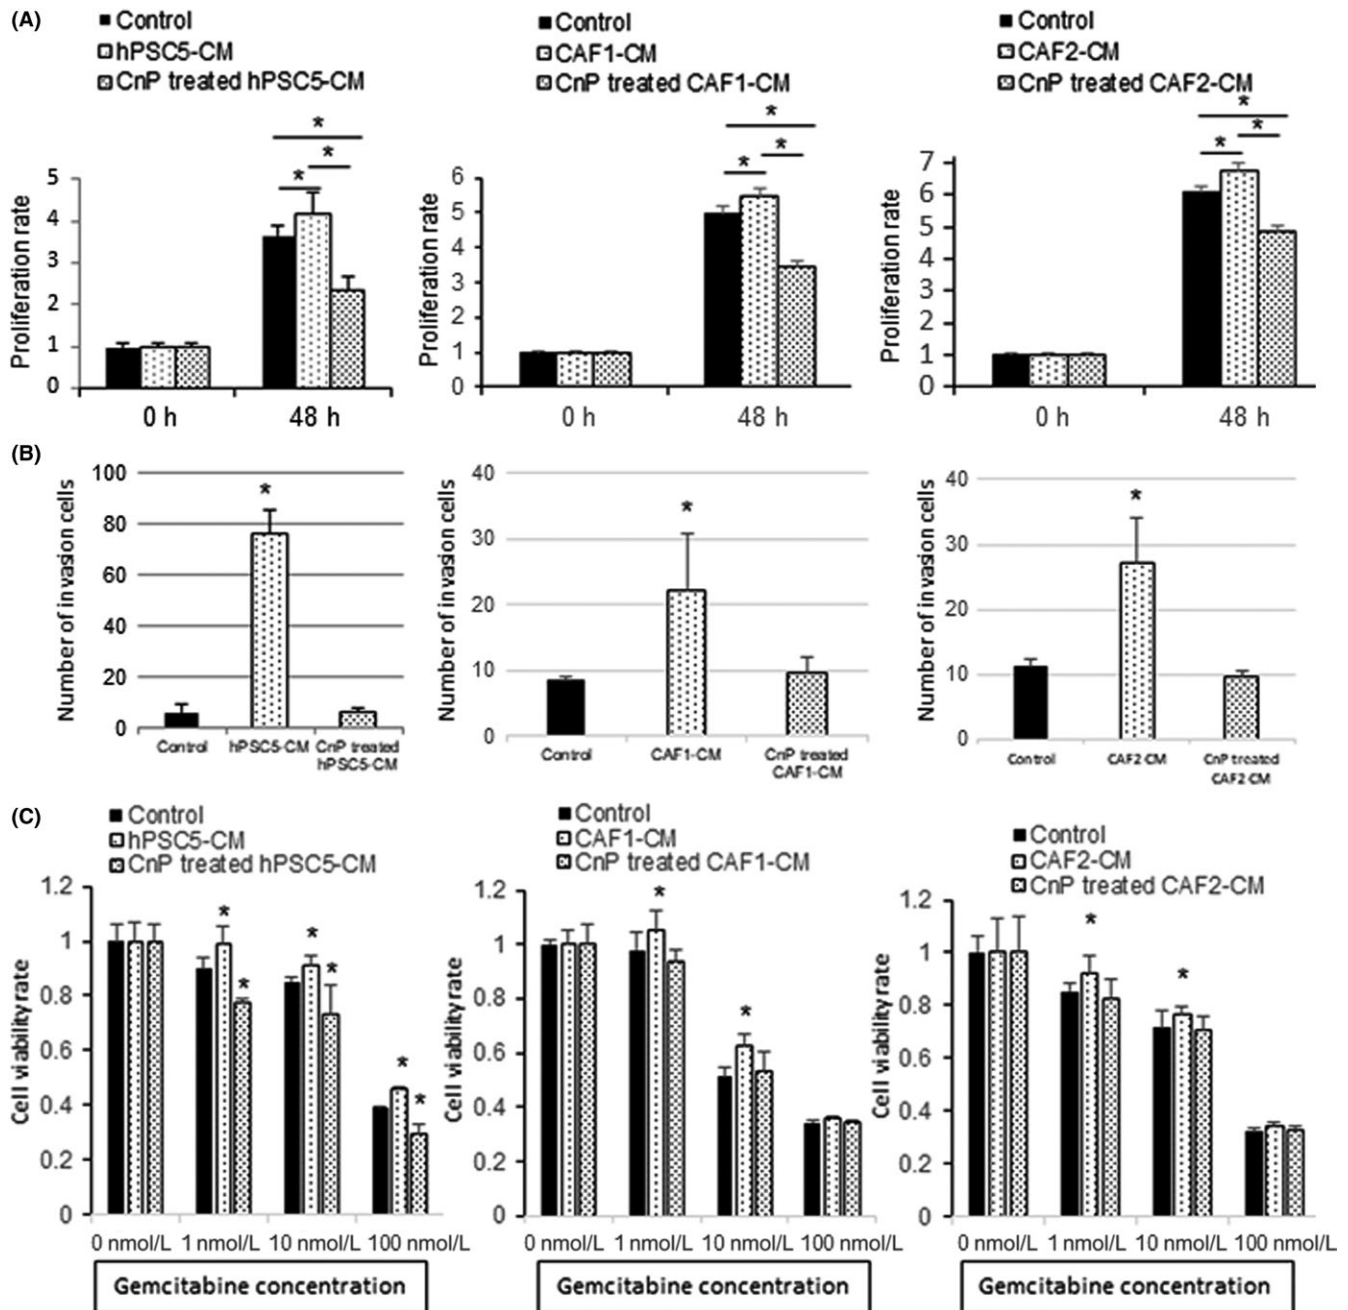 (A)
■ Control
hPSC5-CM
CnP treated hPSC5-CM
* * *
Proliferation rate
5
4
3
2
1
0
0 h 48 h
■ Control
CAF1-CM
CnP treated CAF1-CM
* * *
Proliferation rate
6
5
4
3
2
1
0
0 h 48 h
■ Control
CAF2-CM
CnP treated CAF2-CM
* * *
Proliferation rate
7
6
5
4
3
2
1
0
0 h 48 h
(B)
Number of invasion cells
100
80
60
40
20
0
*
Control hPSC5-CM CnP treated
hPSC5-CM
Number of invasion cells
40
30
20
10
0
*
Control CAF1-CM CnP treated
CAF1-CM
Number of invasion cells
40
30
20
10
0
*
Control CAF2-CM CnP treated
CAF2-CM
(C)
■ Control
hPSC5-CM
CnP treated hPSC5-CM
Cell viability rate
1.2
1
0.8
0.6
0.4
0.2
0
* * * * * *
0 nmol/L 1 nmol/L 10 nmol/L 100 nmol/L
Gemcitabine concentration
■ Control
CAF1-CM
CnP treated CAF1-CM
Cell viability rate
1.2
1
0.8
0.6
0.4
0.2
0
* *
0 nmol/L 1 nmol/L 10 nmol/L 100 nmol/L
Gemcitabine concentration
■ Control
CAF2-CM
CnP treated CAF2-CM
Cell viability rate
1.2
1
0.8
0.6
0.4
0.2
0
* *
0 nmol/L 1 nmol/L 10 nmol/L 100 nmol/L
Gemcitabine concentration